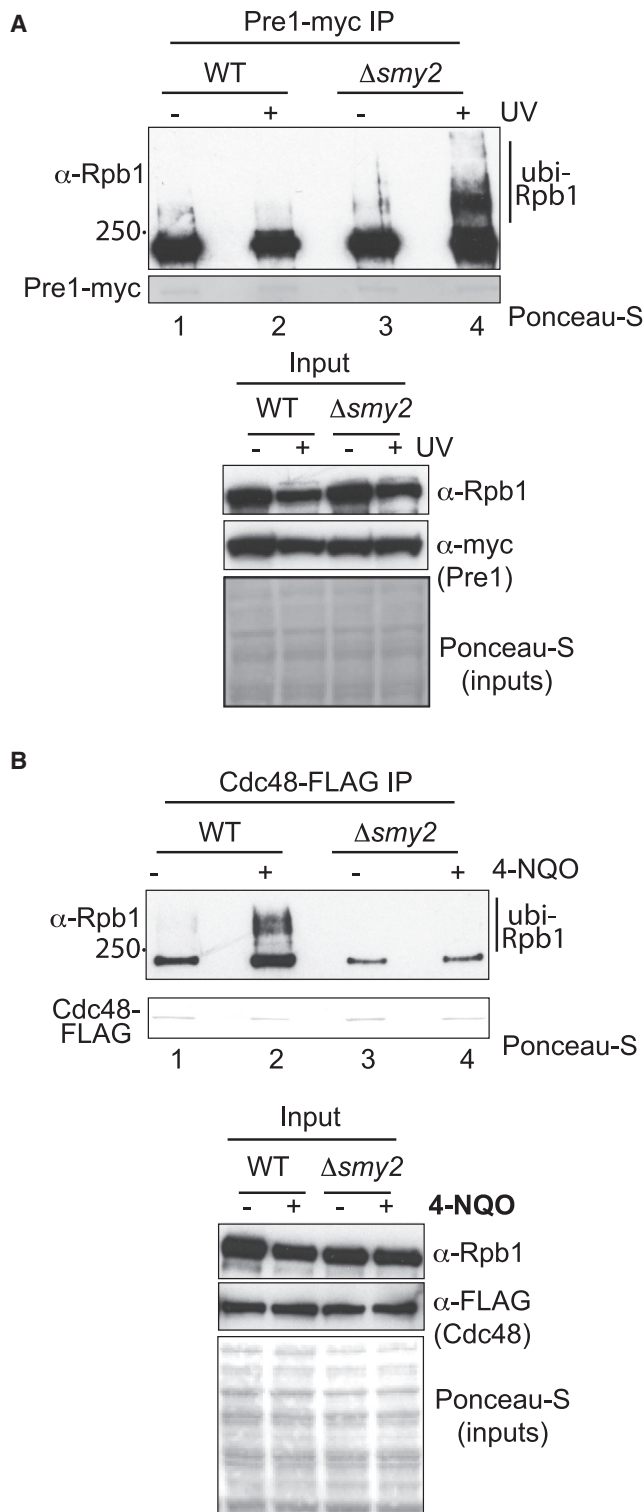 A
Pre1-myc IP
WT Δsmy2
- + - + UV
α-Rpb1
ubi-
Rpb1
250
Pre1-myc
1 2 3 4 Ponceau-S
Input
WT Δsmy2
- + - + UV
α-Rpb1
α-myc
(Pre1)
Ponceau-S
(inputs)
B
Cdc48-FLAG IP
WT Δsmy2
- + - + 4-NQO
α-Rpb1
ubi-
Rpb1
250
Cdc48-
FLAG
1 2 3 4 Ponceau-S
Input
WT Δsmy2
- + - + 4-NQO
α-Rpb1
α-FLAG
(Cdc48)
Ponceau-S
(inputs)